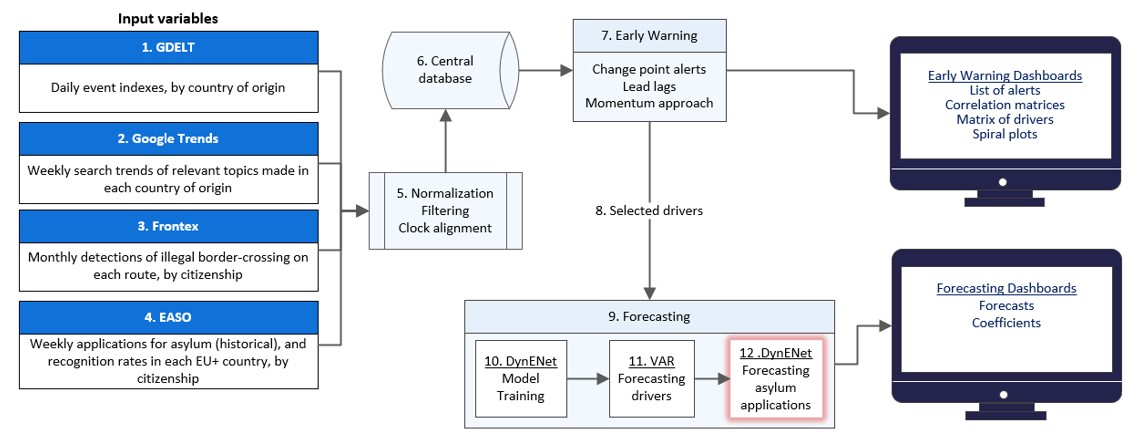 Input variables
1. GDELT
Daily event indexes, by country of origin
2. Google Trends
Weekly search trends of relevant topics made in
each country of origin
3. Frontex
Monthly detections of illegal border-crossing on
each route, by citizenship
4. EASO
Weekly applications for asylum (historical), and
recognition rates in each EU+ country, by
citizenship
5. Normalization
Filtering
Clock alignment
6. Central
database
7. Early Warning
Change point alerts
Lead lags
Momentum approach
Early Warning Dashboards
List of alerts
Correlation matrices
Matrix of drivers
Spiral plots
8. Selected drivers
9. Forecasting
10. DynENet
Model
Training
11. VAR
Forecasting
drivers
12 .DynENet
Forecasting
asylum
applications
Forecasting Dashboards
Forecasts
Coefficients